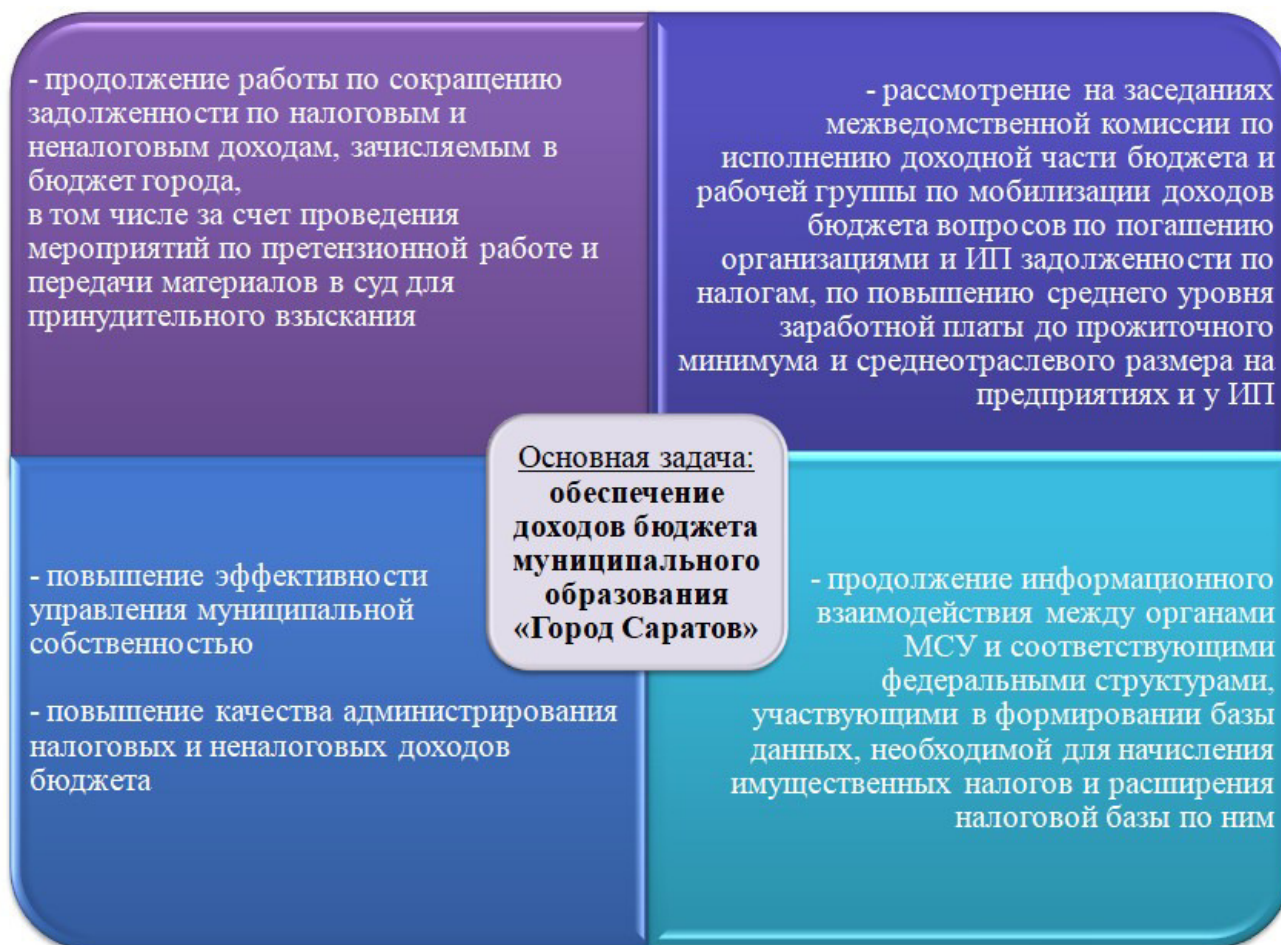 - продолжение работы по сокращению
задолженности по налоговым и
неналоговым доходам, зачисляемым в
бюджет города,
в том числе за счет проведения
мероприятий по претензионной работе и
передачи материалов в суд для
принудительного взыскания
- рассмотрение на заседаниях
межведомственной комиссии по
исполнению доходной части бюджета и
рабочей группы по мобилизации доходов
бюджета вопросов по погашению
организациями и ИП задолженности по
налогам, по повышению среднего уровня
заработной платы до прожиточного
минимума и среднеотраслевого размера на
предприятиях и у ИП
Основная задача:
обеспечение
доходов бюджета
муниципального
образования
«Город Саратов»
- повышение эффективности
управления муниципальной
собственностью
- повышение качества администрирования
налоговых и неналоговых доходов
бюджета
- продолжение информационного
взаимодействия между органами
МСУ и соответствующими
федеральными структурами,
участвующими в формировании базы
данных, необходимой для начисления
имущественных налогов и расширения
налоговой базы по ним